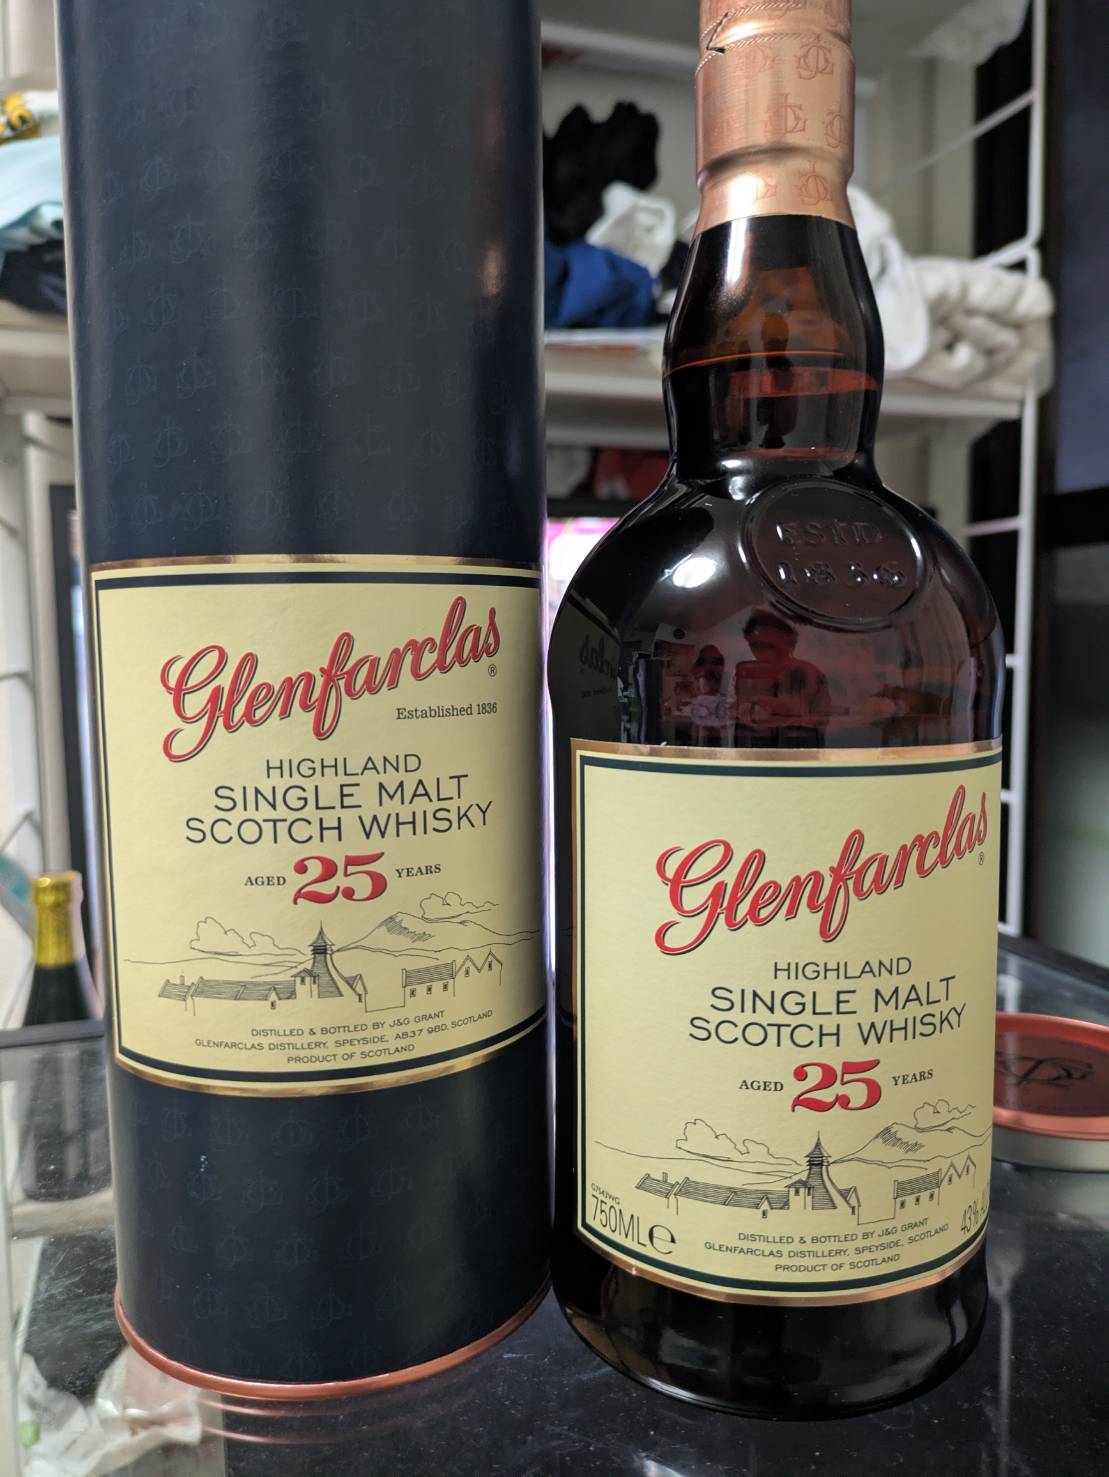 Glenfarclas
®
Established 1836
HIGHLAND
SINGLE MALT
SCOTCH WHISKY
AGED 25 YEARS
DISTILLED & BOTTLED BY J&G GRANT
GLENFARCLAS DISTILLERY, SPEYSIDE, AB37 9BD, SCOTLAND
PRODUCT OF SCOTLAND
ESTD
1836
Glenfarclas
®
HIGHLAND
SINGLE MALT
SCOTCH WHISKY
AGED 25 YEARS
750ML e
43%
DISTILLED & BOTTLED BY J&G GRANT
GLENFARCLAS DISTILLERY, SPEYSIDE, SCOTLAND
PRODUCT OF SCOTLAND